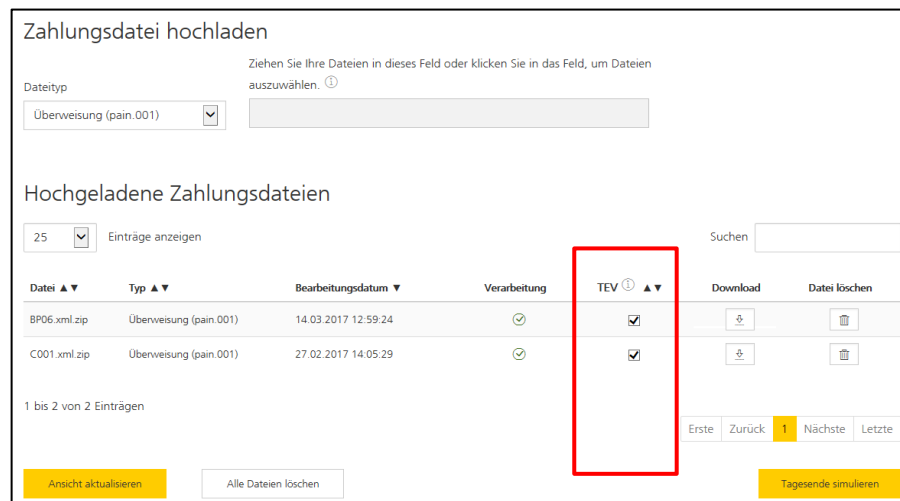 Zahlungsdatei hochladen
Ziehen Sie Ihre Dateien in dieses Feld oder klicken Sie in das Feld, um Dateien
auszuwählen.
Dateityp
Überweisung (pain.001)
Hochgeladene Zahlungsdateien
25 Einträge anzeigen Suchen
Datei ▲▼ Typ ▲▼ Bearbeitungsdatum ▼ Verarbeitung TEV ⓘ ▲▼ Download Datei löschen
BP06.xml.zip Überweisung (pain.001) 14.03.2017 12:59:24
C001.xml.zip Überweisung (pain.001) 27.02.2017 14:05:29
1 bis 2 von 2 Einträgen
Erste Zurück 1 Nächste Letzte
Ansicht aktualisieren Alle Dateien löschen Tagesende simulieren